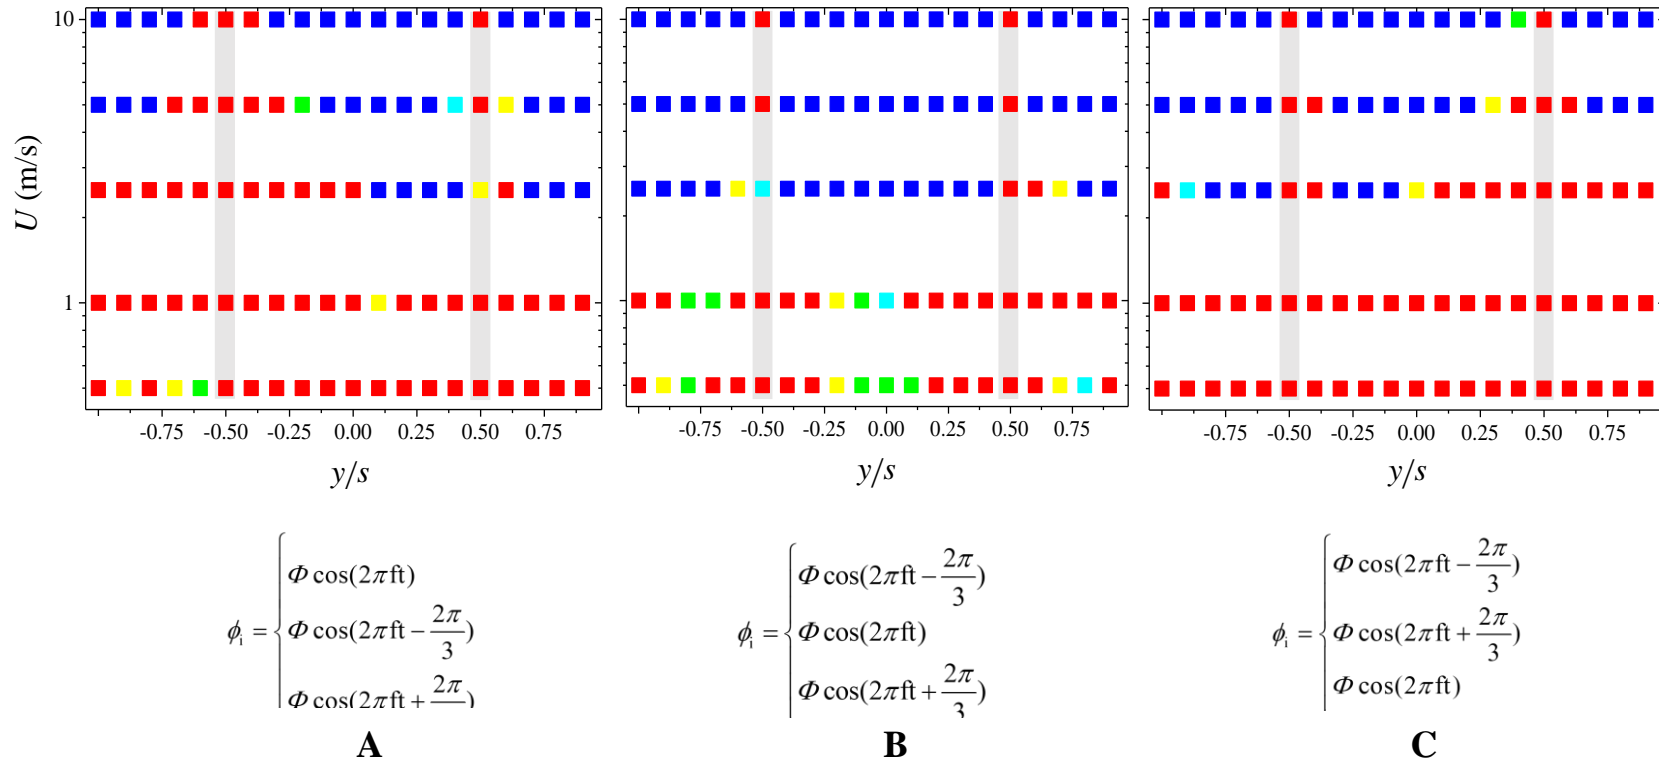 10
U (m/s)
1
-0.75 -0.50 -0.25 0.00 0.25 0.50 0.75
-0.75 -0.50 -0.25 0.00 0.25 0.50 0.75
-0.75 -0.50 -0.25 0.00 0.25 0.50 0.75
y/s
y/s
y/s
ϕi = { Φ cos(2πft)
Φ cos(2πft − 2π/3)
Φ cos(2πft + 2π
)
ϕi = { Φ cos(2πft − 2π/3)
Φ cos(2πft)
Φ cos(2πft + 2π/3)
ϕi = { Φ cos(2πft − 2π/3)
Φ cos(2πft + 2π/3)
Φ cos(2πft)
A
B
C